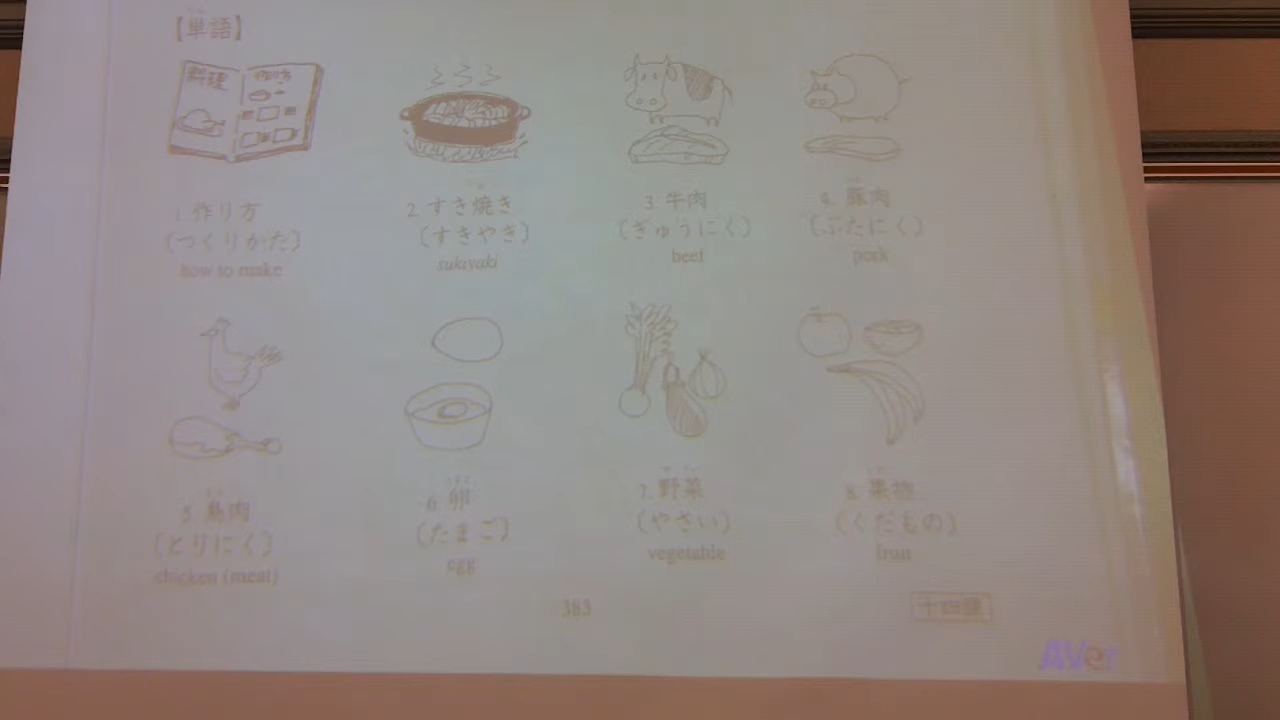 【単語】
料理 作り方
1. 作り方
(つくりかた)
how to make
2. すき焼き
(すきやき)
sukiyaki
3. 牛肉
(ぎゅうにく)
beef
4. 豚肉
(ぶたにく)
pork
5. 鳥肉
(とりにく)
chicken (meat)
6. 卵
(たまご)
egg
7. 野菜
(やさい)
vegetable
8. 果物
(くだもの)
fruit
383
十四課
AVer